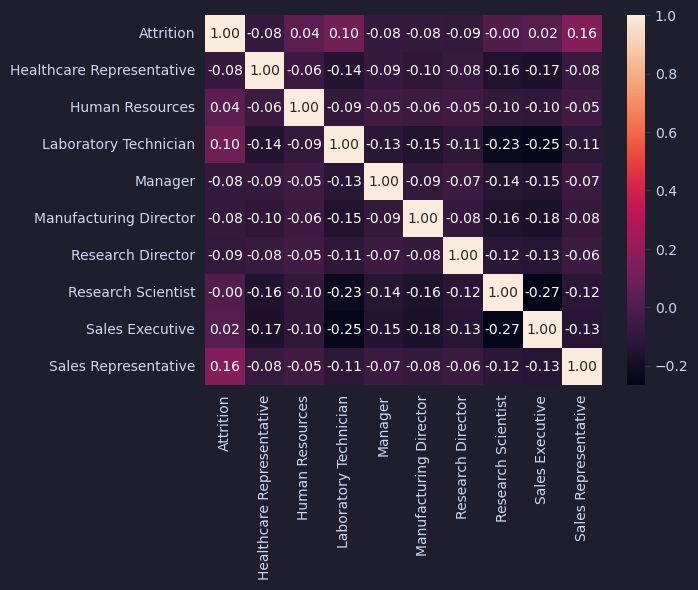 Attrition 1.00 -0.08 0.04 0.10 -0.08 -0.08 -0.09 -0.00 0.02 0.16
Healthcare Representative -0.08 1.00 -0.06 -0.14 -0.09 -0.10 -0.08 -0.16 -0.17 -0.08
Human Resources 0.04 -0.06 1.00 -0.09 -0.05 -0.06 -0.05 -0.10 -0.10 -0.05
Laboratory Technician 0.10 -0.14 -0.09 1.00 -0.13 -0.15 -0.11 -0.23 -0.25 -0.11
Manager -0.08 -0.09 -0.05 -0.13 1.00 -0.09 -0.07 -0.14 -0.15 -0.07
Manufacturing Director -0.08 -0.10 -0.06 -0.15 -0.09 1.00 -0.08 -0.16 -0.18 -0.08
Research Director -0.09 -0.08 -0.05 -0.11 -0.07 -0.08 1.00 -0.12 -0.13 -0.06
Research Scientist -0.00 -0.16 -0.10 -0.23 -0.14 -0.16 -0.12 1.00 -0.27 -0.12
Sales Executive 0.02 -0.17 -0.10 -0.25 -0.15 -0.18 -0.13 -0.27 1.00 -0.13
Sales Representative 0.16 -0.08 -0.05 -0.11 -0.07 -0.08 -0.06 -0.12 -0.13 1.00
Attrition
Healthcare Representative
Human Resources
Laboratory Technician
Manager
Manufacturing Director
Research Director
Research Scientist
Sales Executive
Sales Representative
1.0
0.8
0.6
0.4
0.2
0.0
−0.2